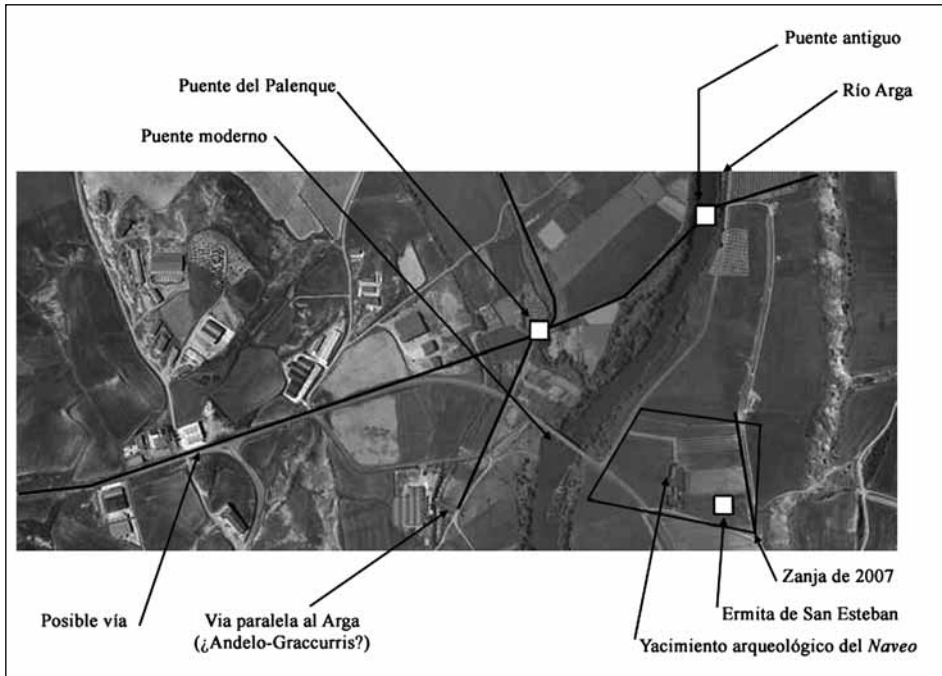 Puente antiguo
Puente del Palenque
Río Arga
Puente moderno
Zanja de 2007
Posible vía
Via paralela al Arga
(¿Andelo-Graccurris?)
Ermita de San Esteban
Yacimiento arqueológico del Naveo